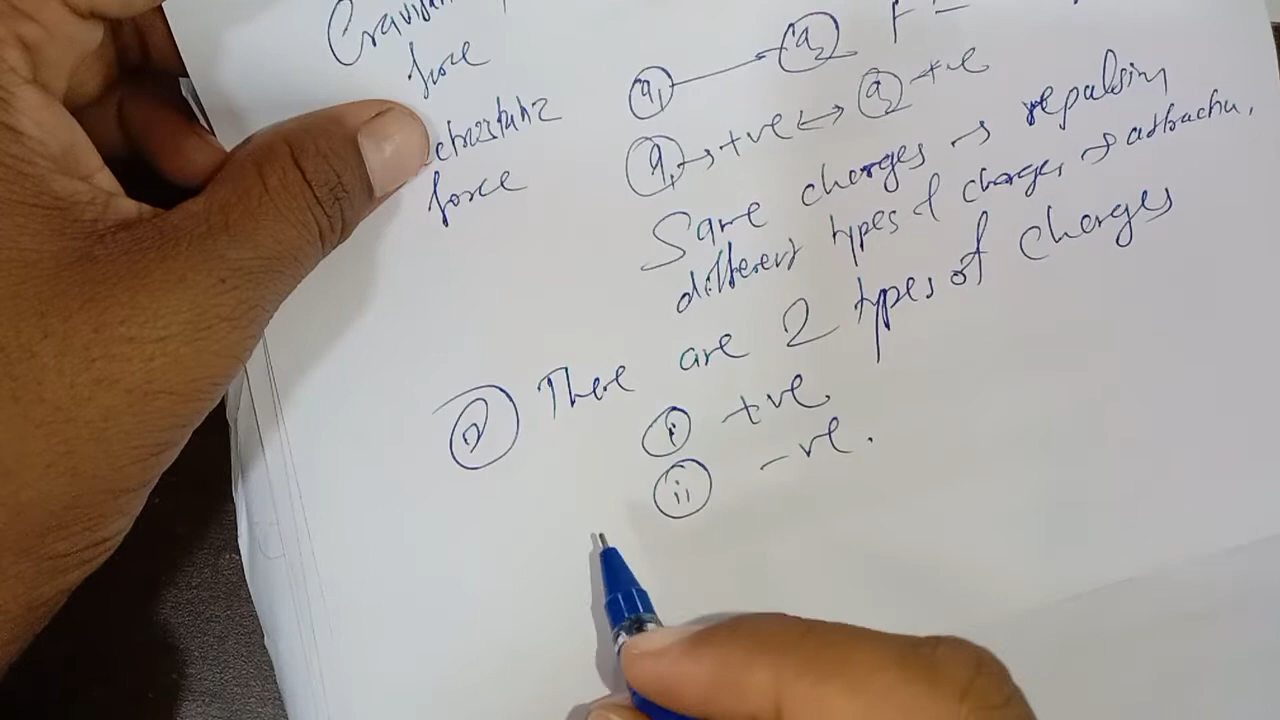 force
force
q1 → q2 F =
q1 → +ve ↔ q2 +ve
Same charges → repulsion
different types of charges → attraction,
2 There are 2 types of charges
i +ve
ii -ve.